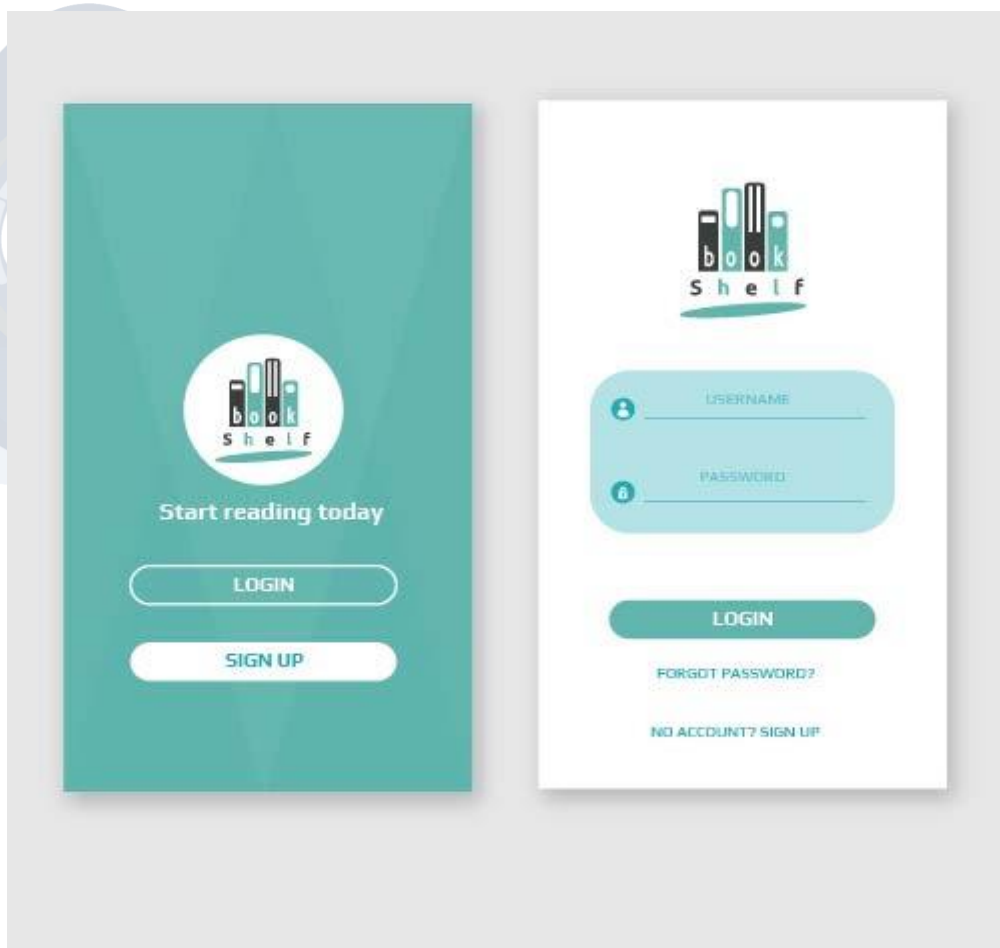 book
Shelf
Start reading today
LOGIN
SIGN UP
book
Shelf
USERNAME
PASSWORD
LOGIN
FORGOT PASSWORD?
NO ACCOUNT? SIGN UP